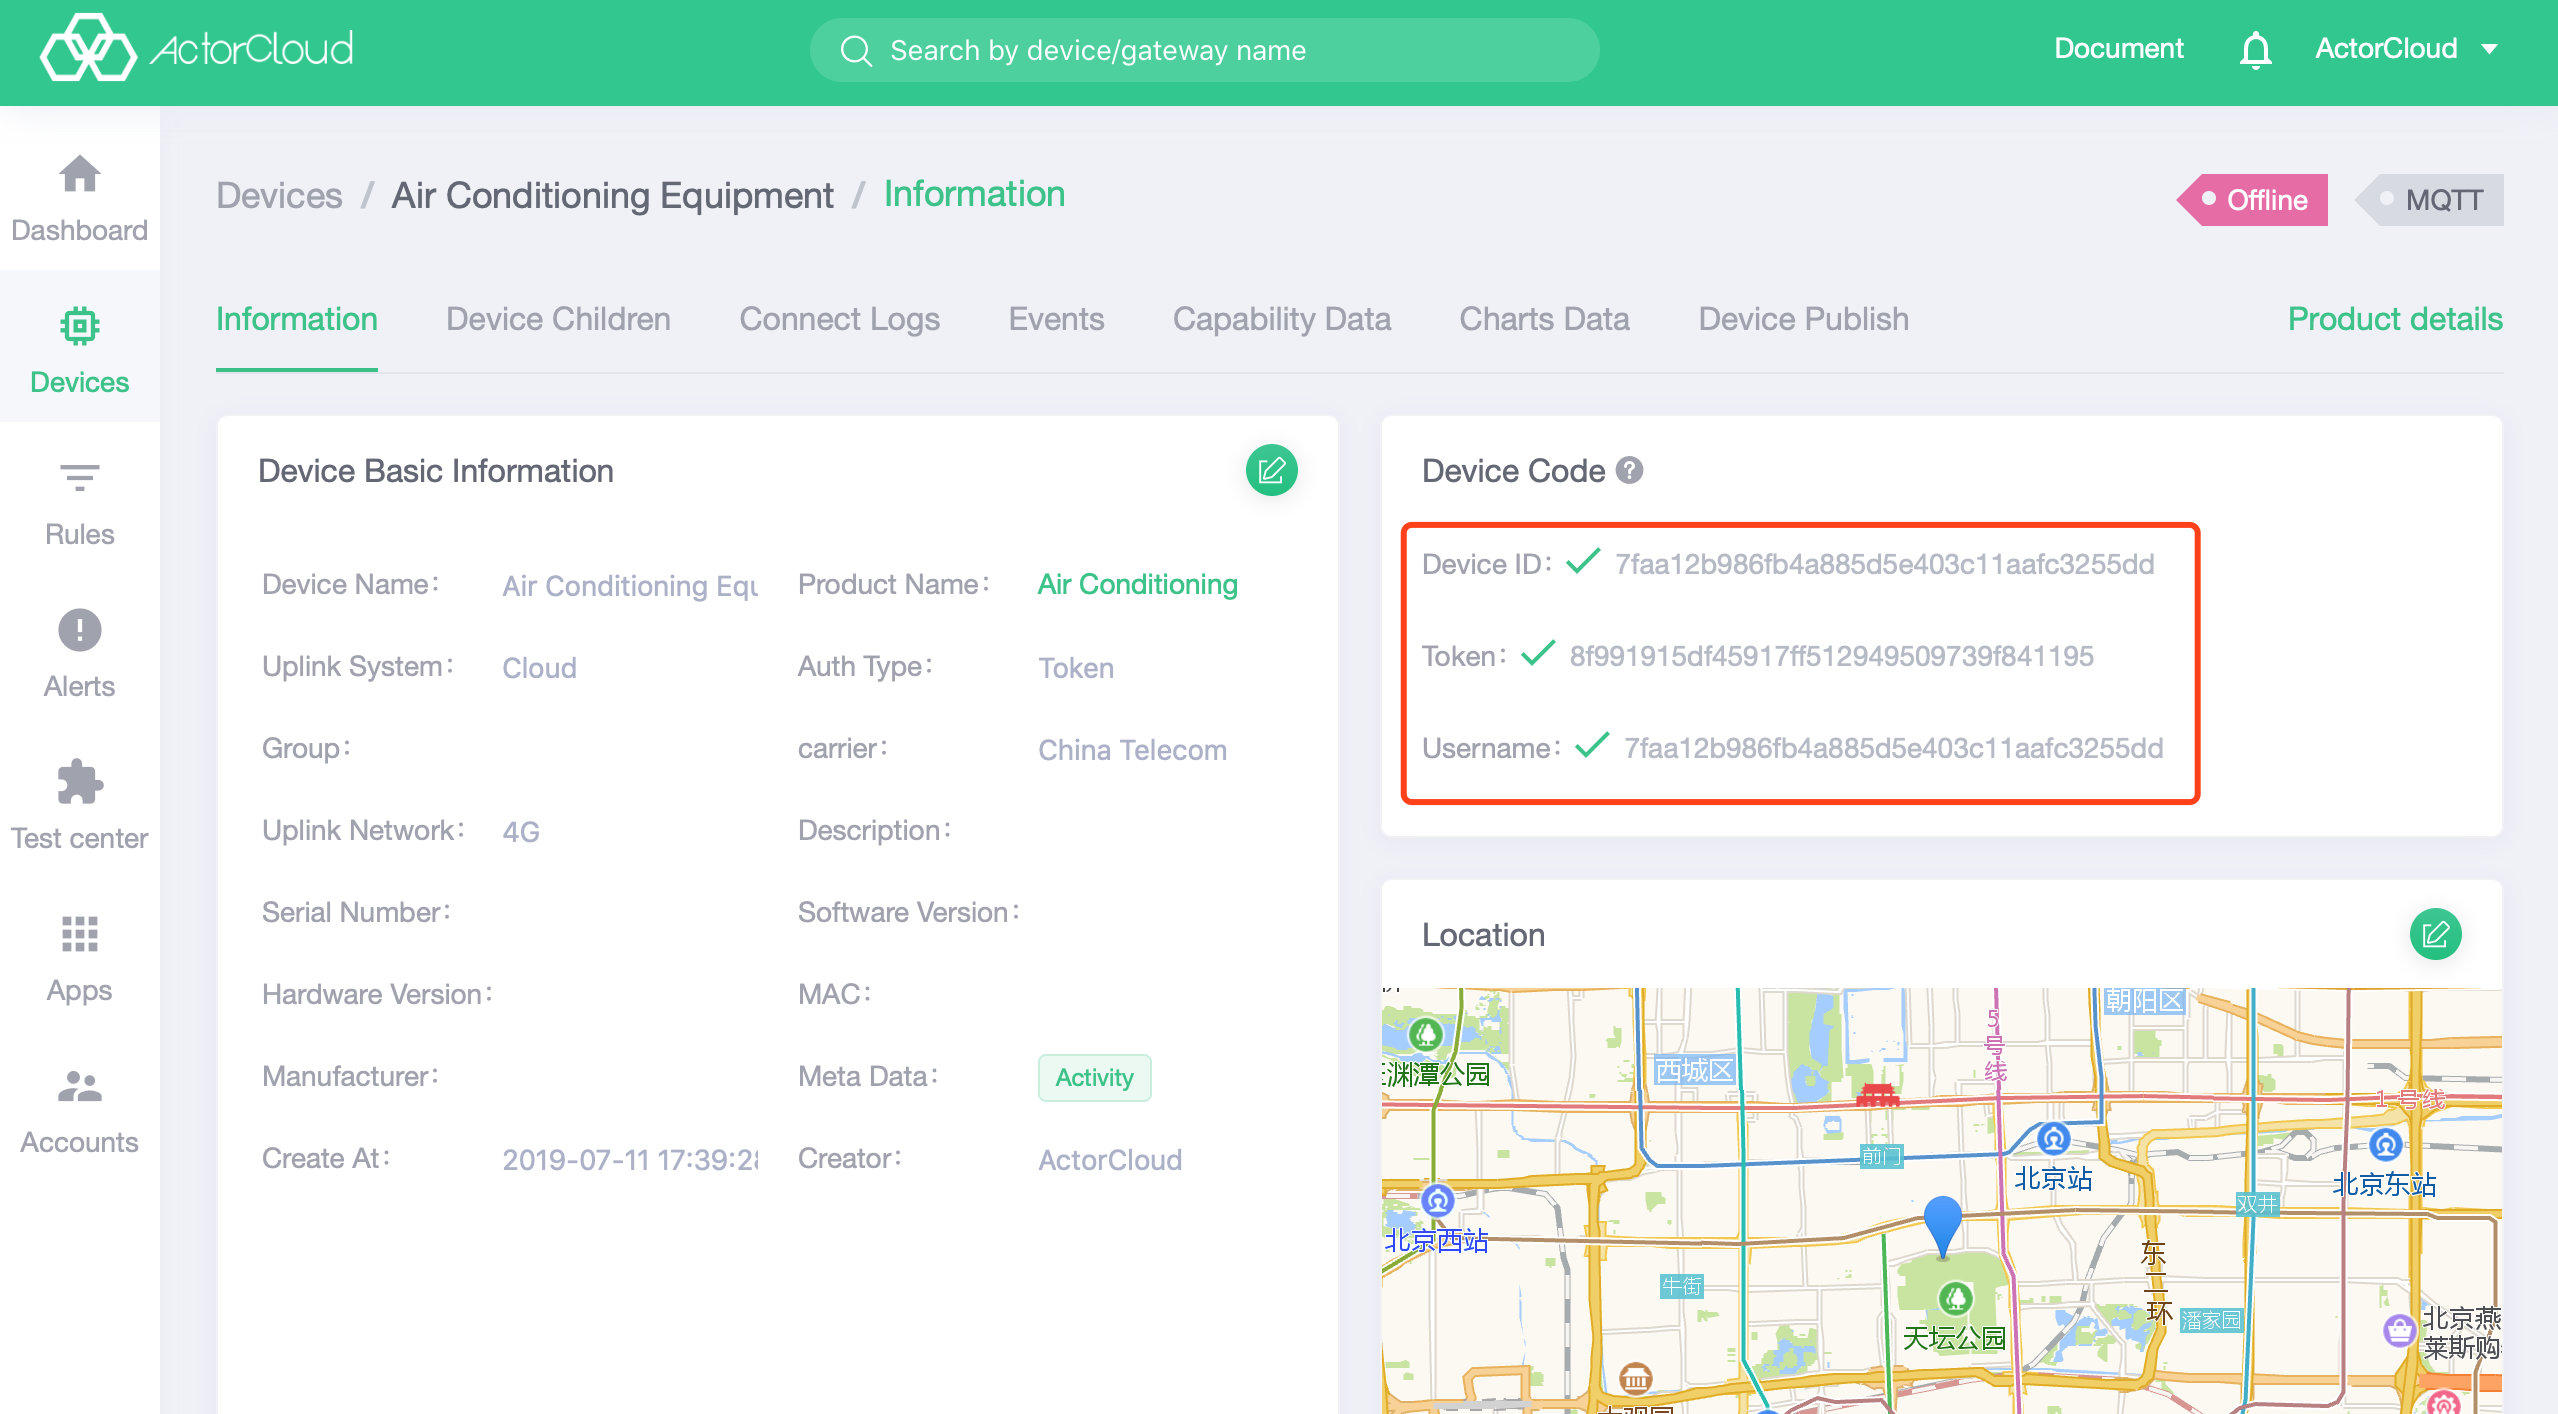 ActorCloud
Search by device/gateway name
Document
ActorCloud
Dashboard
Devices
Rules
Alerts
Test center
Apps
Accounts
Devices / Air Conditioning Equipment / Information
Offline
MQTT
Information
Device Children
Connect Logs
Events
Capability Data
Charts Data
Device Publish
Product details
Device Basic Information
Device Name:
Air Conditioning Equ
Product Name:
Air Conditioning
Uplink System:
Cloud
Auth Type:
Token
Group:
carrier:
China Telecom
Uplink Network:
4G
Description:
Serial Number:
Software Version:
Hardware Version:
MAC:
Manufacturer:
Meta Data:
Activity
Create At:
2019-07-11 17:39:28
Creator:
ActorCloud
Device Code ?
Device ID: 7faa12b986fb4a885d5e403c11aafc3255dd
Token: 8f991915df45917ff512949509739f841195
Username: 7faa12b986fb4a885d5e403c11aafc3255dd
Location
朝阳区
5号线
西城区
渊潭公园
1号线
前门
北京站
北京东站
双井
北京西站
东二环
牛街
潘家园
天坛公园
北京燕
莱斯购